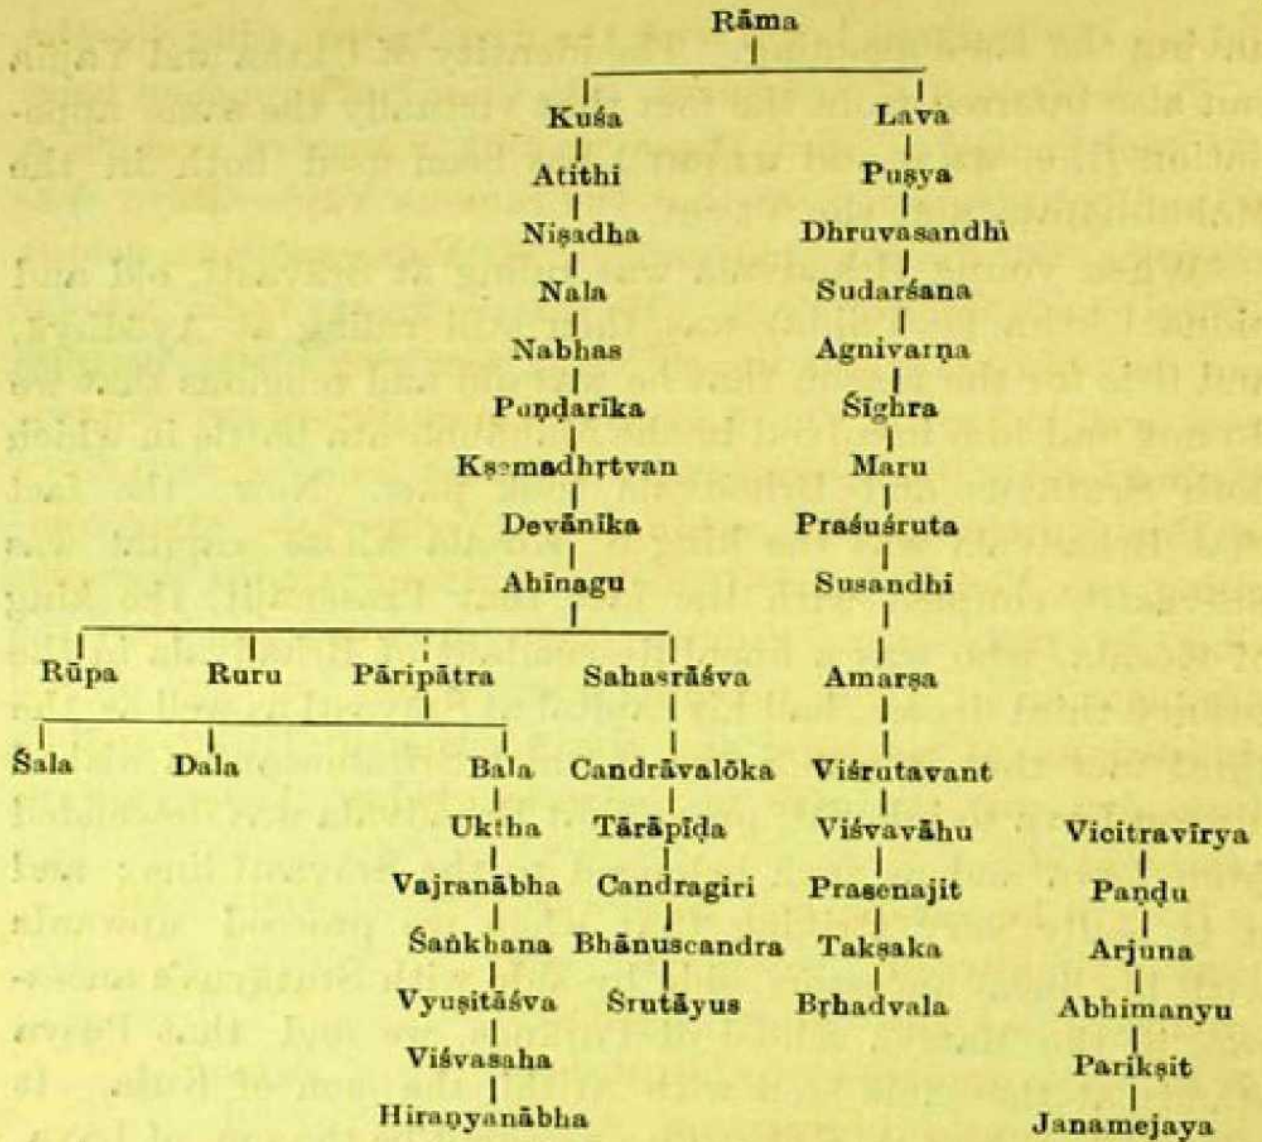 Rāma
Kuśa Lava
Atithi Puṣya
Niṣadha Dhruvasandhi
Nala Sudarśana
Nabhas Agnivarṇa
Puṇḍarīka Śīghra
Kṣemadhṛtvan Maru
Devānīka Praśuśruta
Ahīnagu Susandhi
Rūpa Ruru Pāripātra Sahasrāśva Amarṣa
Śala Dala Bala Candrāvalōka Viśrutavant
Uktha Tārāpīḍa Viśvavāhu Vicitravīrya
Vajranābha Candragiri Prasenajit Paṇḍu
Śaṅkhana Bhānuscandra Takṣaka Arjuna
Vyuṣitāśva Śrutāyus Bṛhadvala Abhimanyu
Viśvasaha Parikṣit
Hiraṇyanābha Janamejaya